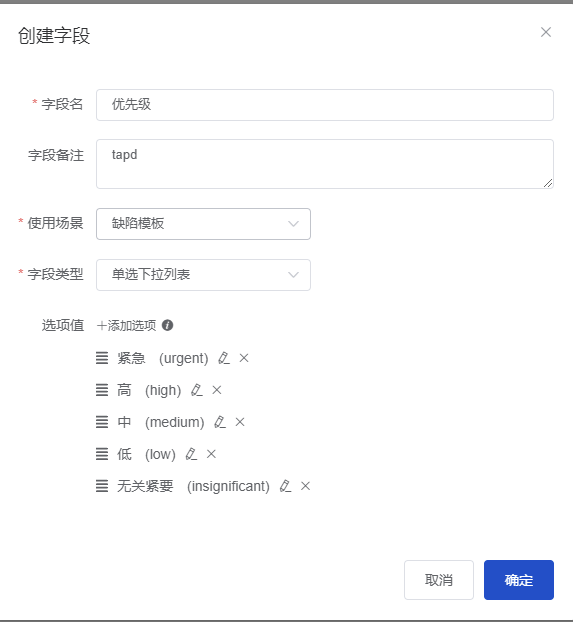 创建字段
* 字段名 优先级
字段备注 tapd
* 使用场景 缺陷模板
* 字段类型 单选下拉列表
选项值 +添加选项
紧急 (urgent)
高 (high)
中 (medium)
低 (low)
无关紧要 (insignificant)
取消 确定